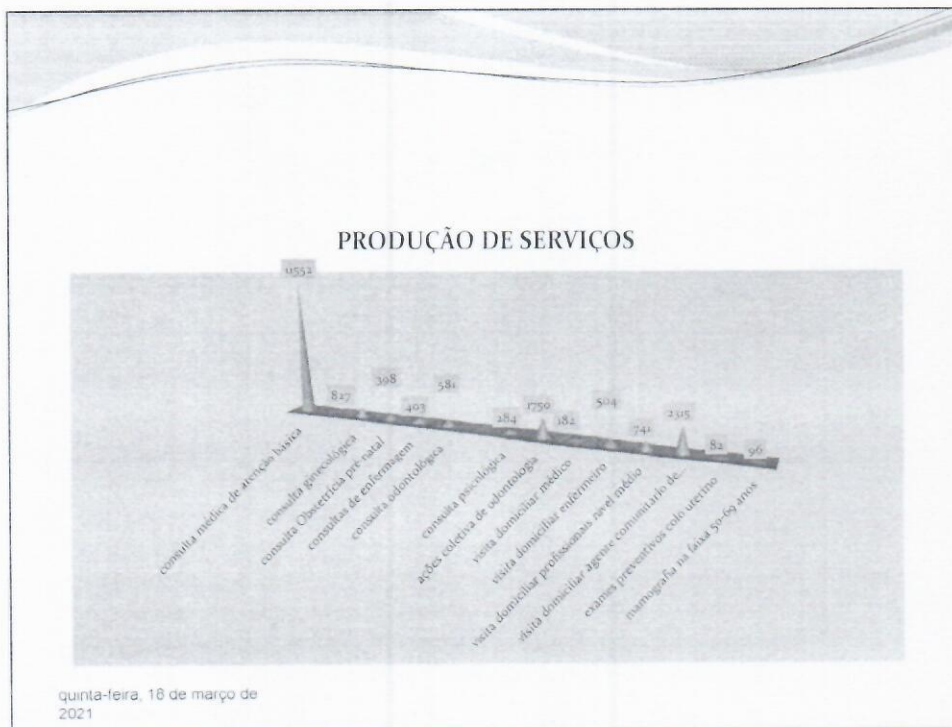 PRODUÇÃO DE SERVIÇOS
0552
827
398
403
581
284
1750
182
504
741
2315
82
96
consulta médica de atenção básica
consulta ginecológica
consulta Obstetrícia pré natal
consultas de enfermagem
consulta odontológica
consulta psicológica
ações coletiva de odontologia
visita domiciliar médico
visita domiciliar enfermeiro
visita domiciliar profissionais nível médio
visita domiciliar agente comunitario de...
exames preventivos colo uterino
mamografia na faixa 50-69 anos
quinta-feira, 18 de março de
2021